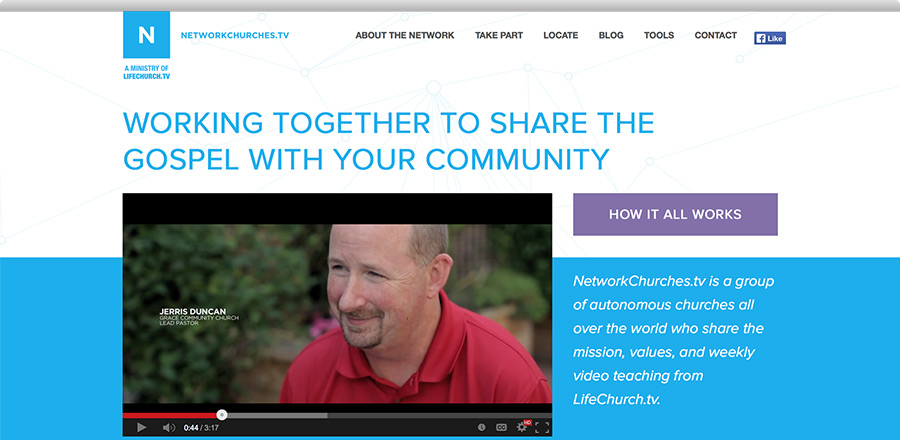 N
NETWORKCHURCHES.TV
ABOUT THE NETWORK
TAKE PART
LOCATE
BLOG
TOOLS
CONTACT
f Like
A MINISTRY OF
LIFECHURCH.TV
WORKING TOGETHER TO SHARE THE
GOSPEL WITH YOUR COMMUNITY
HOW IT ALL WORKS
JERRIS DUNCAN
GRACE COMMUNITY CHURCH
LEAD PASTOR
NetworkChurches.tv is a group
of autonomous churches all
over the world who share the
mission, values, and weekly
video teaching from
LifeChurch.tv.
0:44 / 3:17
CC
HD